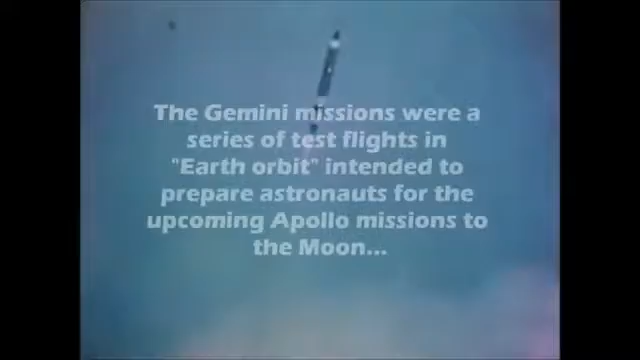 The Gemini missions were a
series of test flights in
"Earth orbit" intended to
prepare astronauts for the
upcoming Apollo missions to
the Moon...